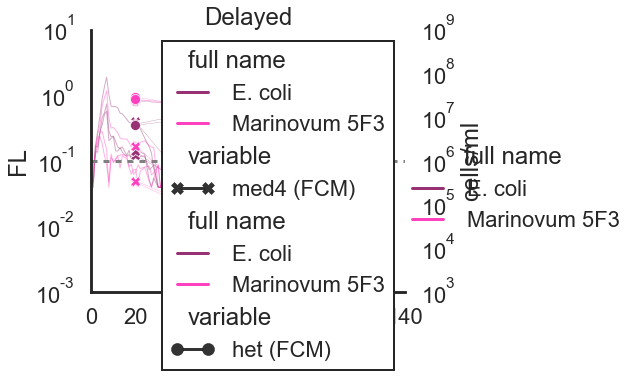 Delayed
10^1
10^0
10^-1
10^-2
10^-3
FL
0
20
40
10^9
10^8
10^7
10^6
10^5
10^4
10^3
cells/ml
full name
E. coli
Marinovum 5F3
variable
med4 (FCM)
full name
E. coli
Marinovum 5F3
variable
het (FCM)
full name
E. coli
Marinovum 5F3